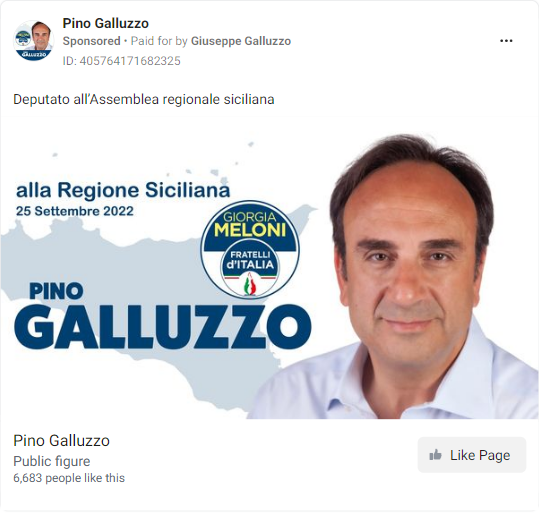 Pino Galluzzo
Sponsored • Paid for by Giuseppe Galluzzo
ID: 405764171682325
Deputato all'Assemblea regionale siciliana
alla Regione Siciliana
25 Settembre 2022
GIORGIA
MELONI
FRATELLI
d'ITALIA
PINO
GALLUZZO
Pino Galluzzo
Public figure
6,683 people like this
Like Page